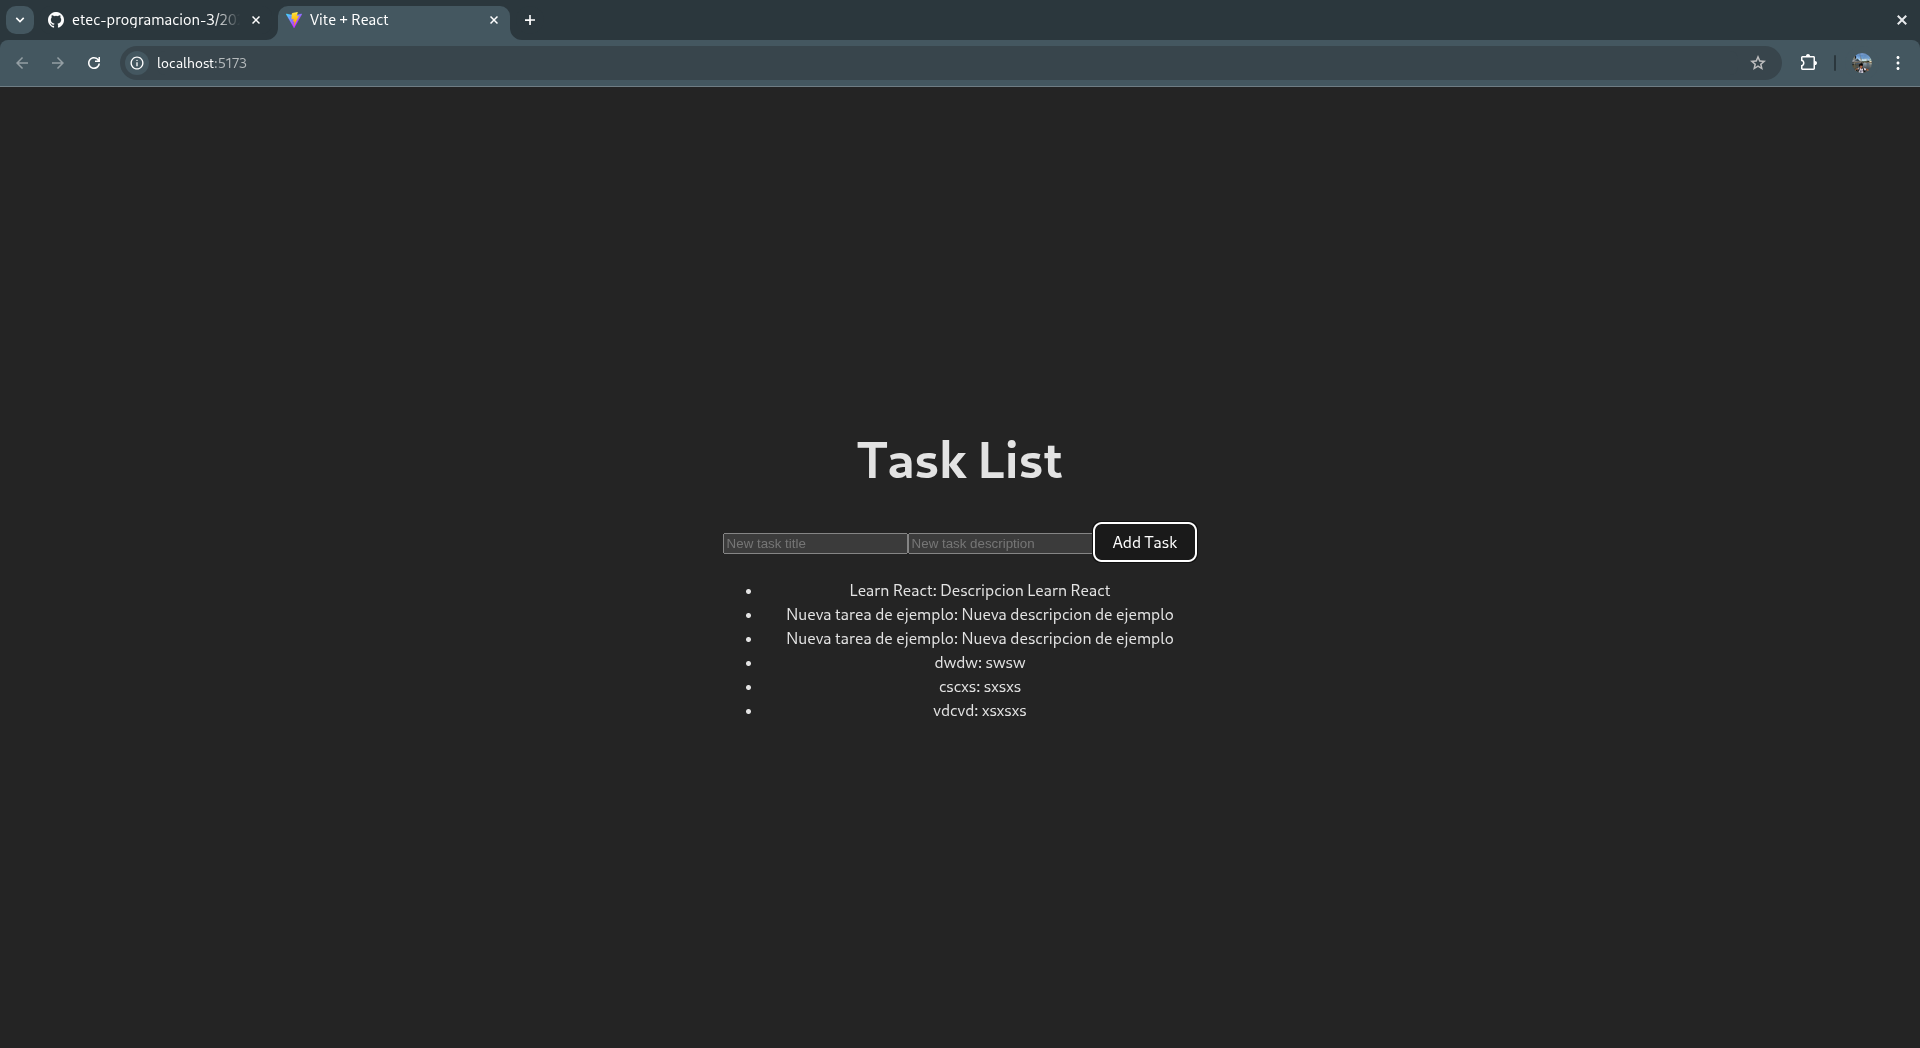 etec-programacion-3/20
Vite + React
localhost:5173
Task List
New task title
New task description
Add Task
Learn React: Descripcion Learn React
Nueva tarea de ejemplo: Nueva descripcion de ejemplo
Nueva tarea de ejemplo: Nueva descripcion de ejemplo
dwdw: swsw
cscxs: sxsxs
vdcvd: xsxsxs